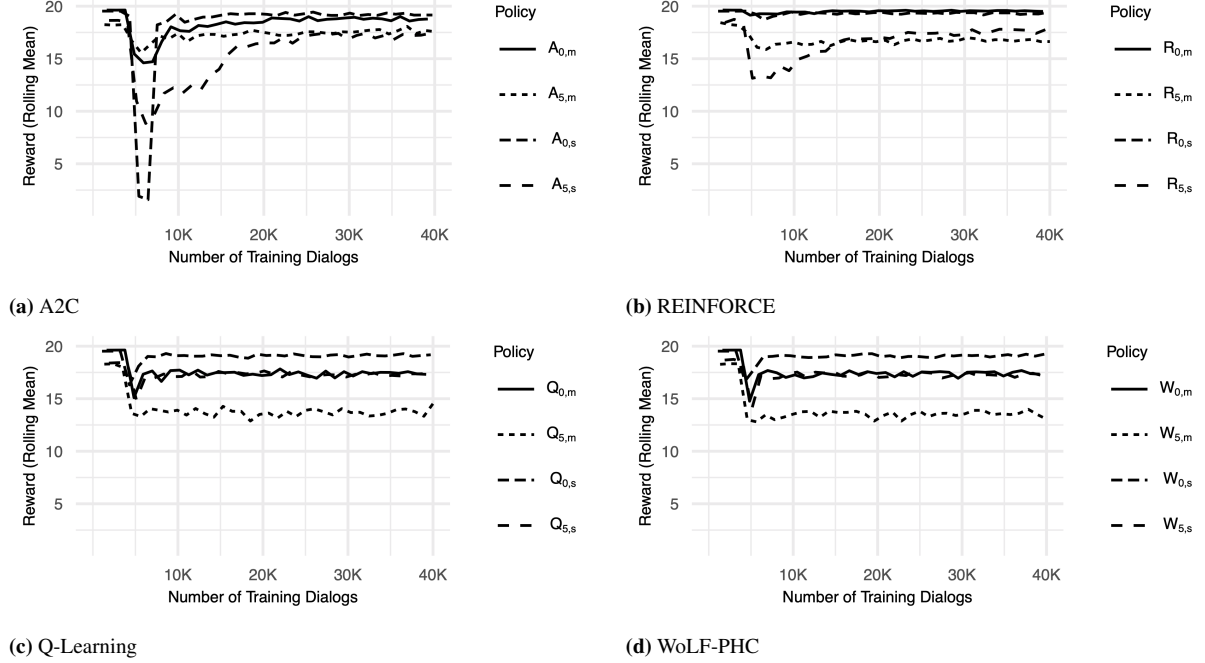 20
15
10
5
Reward (Rolling Mean)
10K 20K 30K 40K
Number of Training Dialogs
Policy
A0,m
A5,m
A0,s
A5,s
(a) A2C
20
15
10
5
Reward (Rolling Mean)
10K 20K 30K 40K
Number of Training Dialogs
Policy
R0,m
R5,m
R0,s
R5,s
(b) REINFORCE
20
15
10
5
Reward (Rolling Mean)
10K 20K 30K 40K
Number of Training Dialogs
Policy
Q0,m
Q5,m
Q0,s
Q5,s
(c) Q-Learning
20
15
10
5
Reward (Rolling Mean)
10K 20K 30K 40K
Number of Training Dialogs
Policy
W0,m
W5,m
W0,s
W5,s
(d) WoLF-PHC